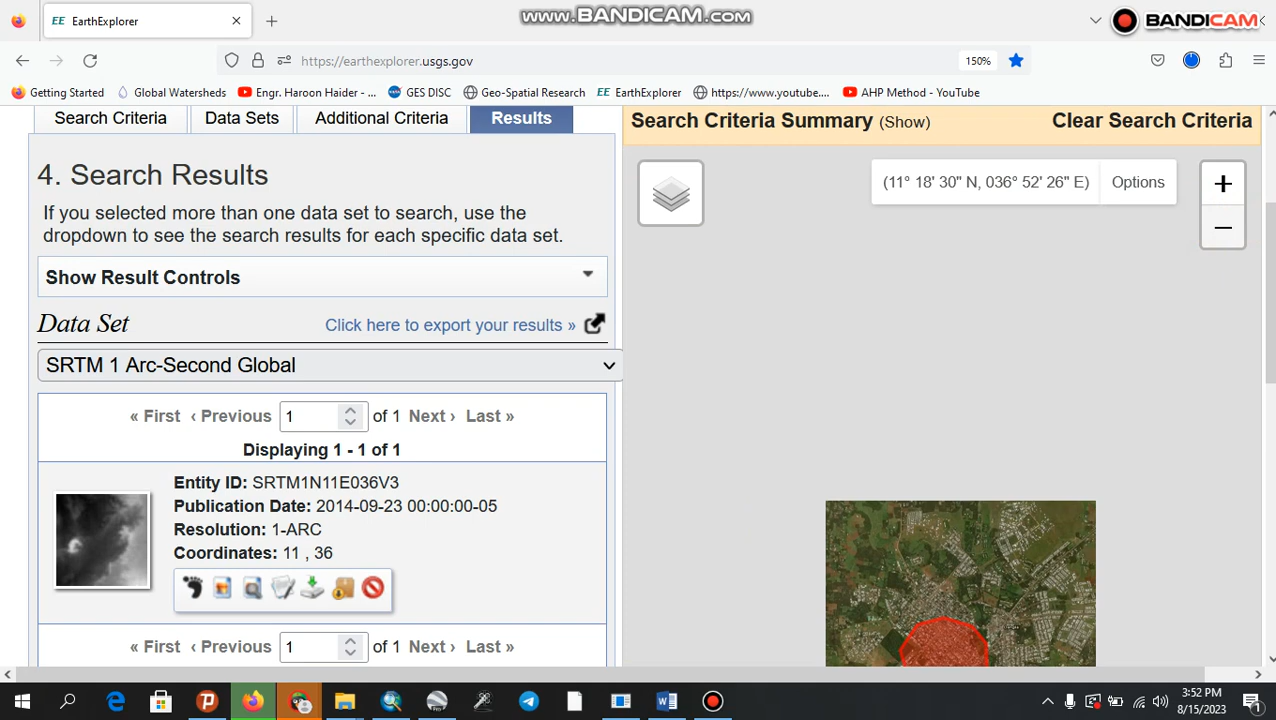 www.BANDICAM.com
EarthExplorer
BANDICAM
https://earthexplorer.usgs.gov
150%
Getting Started
Global Watersheds
Engr. Haroon Haider - ...
GES DISC
Geo-Spatial Research
EarthExplorer
https://www.youtube....
AHP Method - YouTube
Search Criteria
Data Sets
Additional Criteria
Results
Search Criteria Summary (Show)
Clear Search Criteria
4. Search Results
(11° 18' 30" N, 036° 52' 26" E)
Options
If you selected more than one data set to search, use the
dropdown to see the search results for each specific data set.
Show Result Controls
Data Set
Click here to export your results »
SRTM 1 Arc-Second Global
« First ‹ Previous 1 of 1 Next › Last »
Displaying 1 - 1 of 1
Entity ID: SRTM1N11E036V3
Publication Date: 2014-09-23 00:00:00-05
Resolution: 1-ARC
Coordinates: 11 , 36
« First ‹ Previous 1 of 1 Next › Last »
3:52 PM
8/15/2023